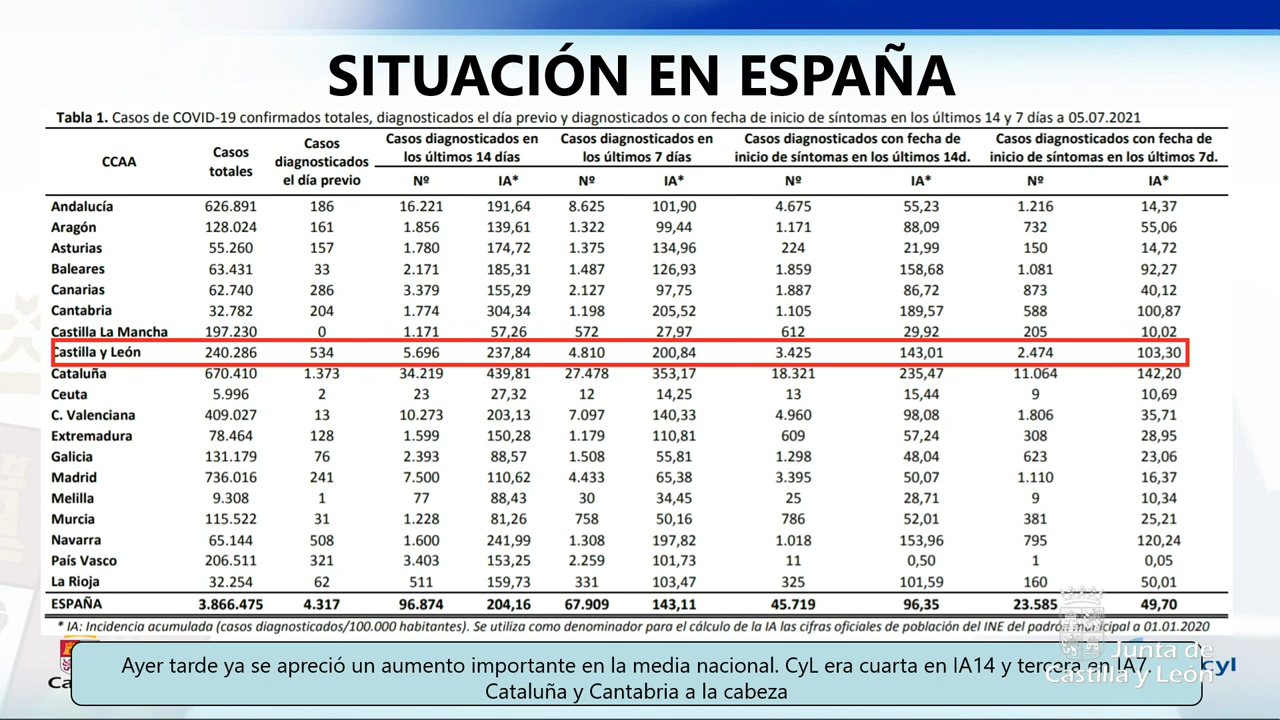 SITUACIÓN EN ESPAÑA
Tabla 1. Casos de COVID-19 confirmados totales, diagnosticados el día previo y diagnosticados o con fecha de inicio de síntomas en los últimos 14 y 7 días a 05.07.2021
CCAA Casos totales Casos diagnosticados el día previo Casos diagnosticados en los últimos 14 días Casos diagnosticados en los últimos 7 días Casos diagnosticados con fecha de inicio de síntomas en los últimos 14d. Casos diagnosticados con fecha de inicio de síntomas en los últimos 7d.
Nº IA* Nº IA* Nº IA* Nº IA*
Andalucía 626.891 186 16.221 191,64 8.625 101,90 4.675 55,23 1.216 14,37
Aragón 128.024 161 1.856 139,61 1.322 99,44 1.171 88,09 732 55,06
Asturias 55.260 157 1.780 174,72 1.375 134,96 224 21,99 150 14,72
Baleares 63.431 33 2.171 185,31 1.487 126,93 1.859 158,68 1.081 92,27
Canarias 62.740 286 3.379 155,29 2.127 97,75 1.887 86,72 873 40,12
Cantabria 32.782 204 1.774 304,34 1.198 205,52 1.105 189,57 588 100,87
Castilla La Mancha 197.230 0 1.171 57,26 572 27,97 612 29,92 205 10,02
Castilla y León 240.286 534 5.696 237,84 4.810 200,84 3.425 143,01 2.474 103,30
Cataluña 670.410 1.373 34.219 439,81 27.478 353,17 18.321 235,47 11.064 142,20
Ceuta 5.996 2 23 27,32 12 14,25 13 15,44 9 10,69
C. Valenciana 409.027 13 10.273 203,13 7.097 140,33 4.960 98,08 1.806 35,71
Extremadura 78.464 128 1.599 150,28 1.179 110,81 609 57,24 308 28,95
Galicia 131.179 76 2.393 88,57 1.508 55,81 1.298 48,04 623 23,06
Madrid 736.016 241 7.500 110,62 4.433 65,38 3.395 50,07 1.110 16,37
Melilla 9.308 1 77 88,43 30 34,45 25 28,71 9 10,34
Murcia 115.522 31 1.228 81,26 758 50,16 786 52,01 381 25,21
Navarra 65.144 508 1.600 241,99 1.308 197,82 1.018 153,96 795 120,24
País Vasco 206.511 321 3.403 153,25 2.259 101,73 11 0,50 1 0,05
La Rioja 32.254 62 511 159,73 331 103,47 325 101,59 160 50,01
ESPAÑA 3.866.475 4.317 96.874 204,16 67.909 143,11 45.719 96,35 23.585 49,70
* IA: Incidencia acumulada (casos diagnosticados/100.000 habitantes). Se utiliza como denominador para el cálculo de la IA las cifras oficiales de población del INE del padrón municipal a 01.01.2020
Ayer tarde ya se apreció un aumento importante en la media nacional. CyL era cuarta en IA14 y tercera en IA7.
Cataluña y Cantabria a la cabeza
Junta de
Castilla y León